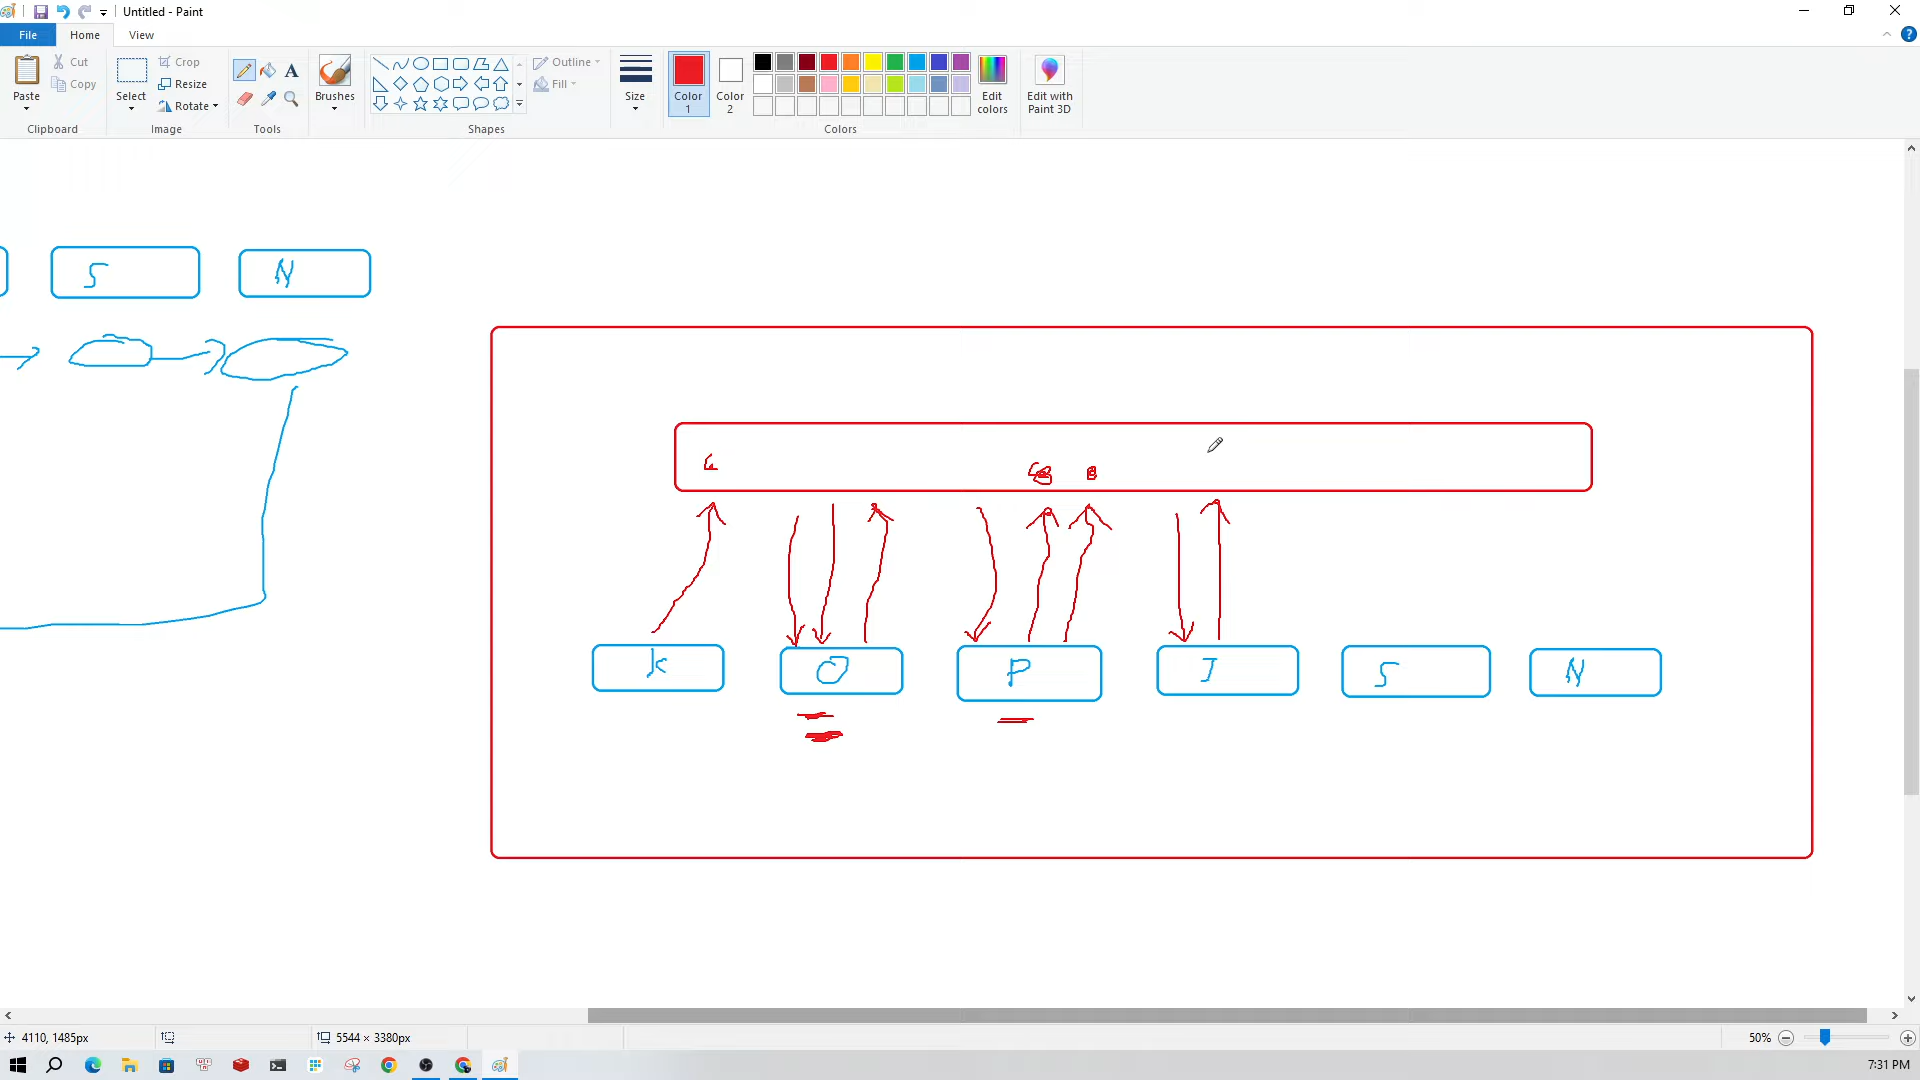 Untitled - Paint
File Home View
Paste
Cut
Copy
Clipboard
Select
Crop
Resize
Rotate
Image
A
Tools
Brushes
Shapes
Outline
Fill
Size
Color 1
Color 2
Colors
Edit colors
Edit with Paint 3D
S N
K O P I S N
4110, 1485px
5544 × 3380px
50%
7:31 PM